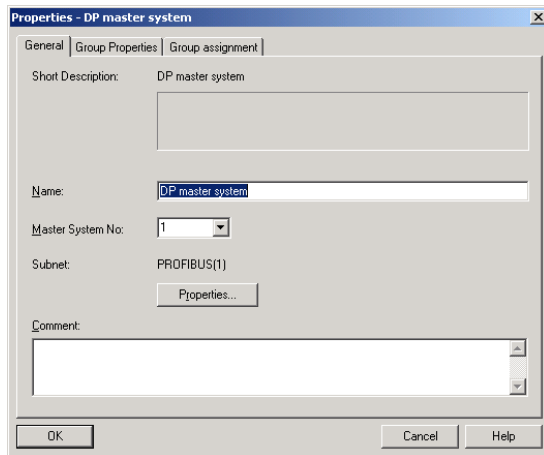 Properties - DP master system
General Group Properties Group assignment
Short Description: DP master system
Name: DP master system
Master System No: 1
Subnet: PROFIBUS(1)
Properties...
Comment:
OK Cancel Help